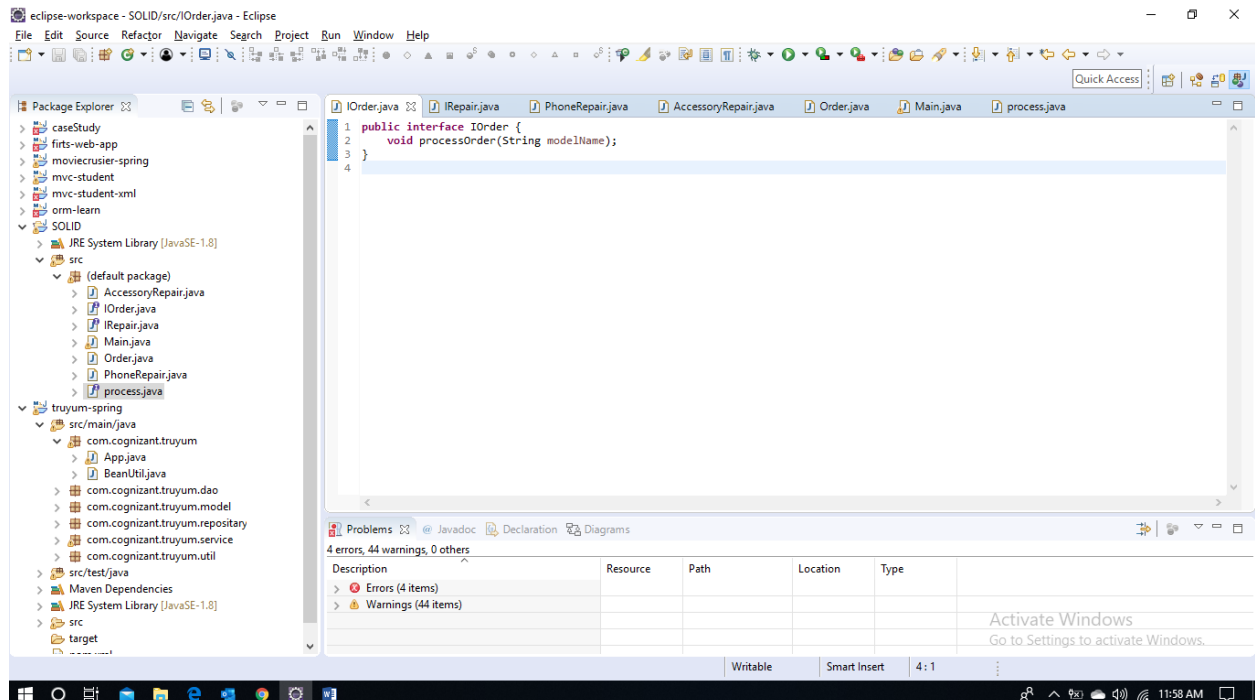 eclipse-workspace - SOLID/src/IOrder.java - Eclipse
File Edit Source Refactor Navigate Search Project Run Window Help
Quick Access
Package Explorer
IOrder.java IRepair.java PhoneRepair.java AccessoryRepair.java Order.java Main.java process.java
caseStudy
firts-web-app
moviecrusier-spring
mvc-student
mvc-student-xml
orm-learn
SOLID
JRE System Library [JavaSE-1.8]
src
(default package)
AccessoryRepair.java
IOrder.java
IRepair.java
Main.java
Order.java
PhoneRepair.java
process.java
truyum-spring
src/main/java
com.cognizant.truyum
App.java
BeanUtil.java
com.cognizant.truyum.dao
com.cognizant.truyum.model
com.cognizant.truyum.repositary
com.cognizant.truyum.service
com.cognizant.truyum.util
src/test/java
Maven Dependencies
JRE System Library [JavaSE-1.8]
src
target
1 public interface IOrder {
2 void processOrder(String modelName);
3 }
4
Problems @ Javadoc Declaration Diagrams
4 errors, 44 warnings, 0 others
Description Resource Path Location Type
Errors (4 items)
Warnings (44 items)
Activate Windows
Go to Settings to activate Windows.
Writable Smart Insert 4 : 1
11:58 AM